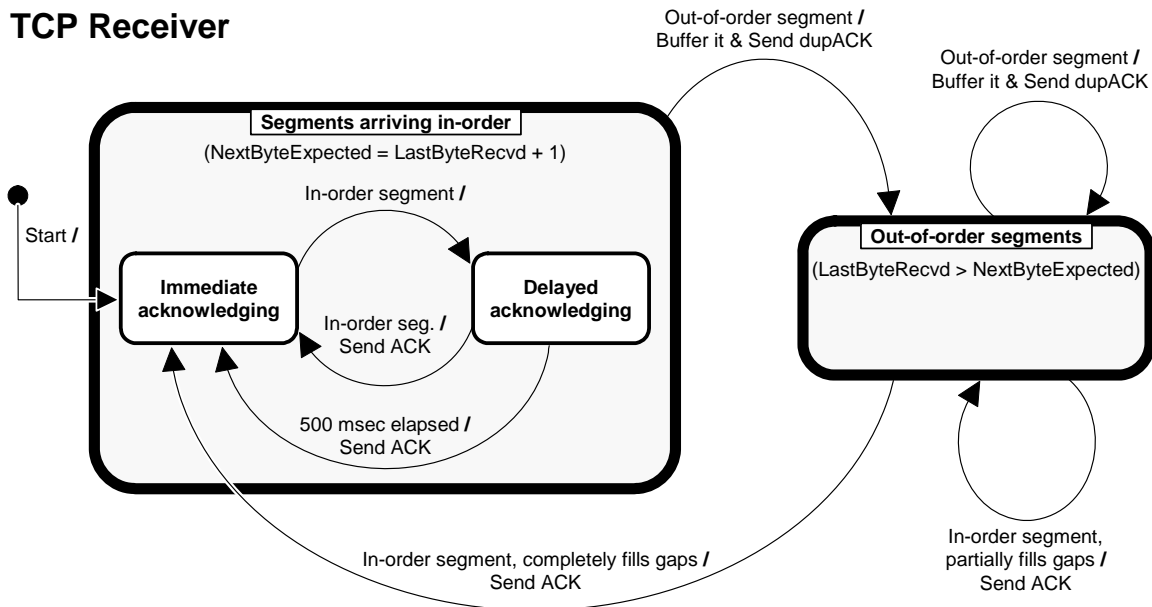 TCP Receiver
Out-of-order segment /
Buffer it & Send dupACK
Out-of-order segment /
Buffer it & Send dupACK
Segments arriving in-order
(NextByteExpected = LastByteRecvd + 1)
In-order segment /
Start /
Immediate
acknowledging
Delayed
acknowledging
In-order seg. /
Send ACK
500 msec elapsed /
Send ACK
Out-of-order segments
(LastByteRecvd > NextByteExpected)
In-order segment, completely fills gaps /
Send ACK
In-order segment,
partially fills gaps /
Send ACK